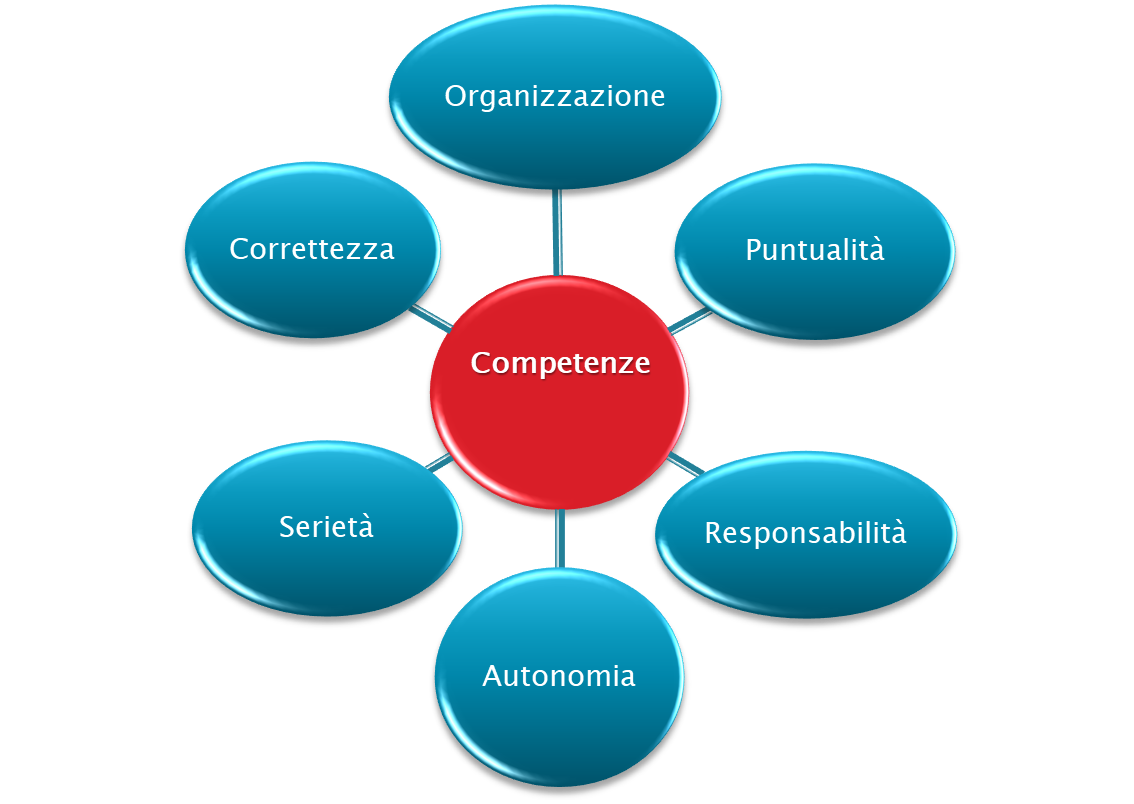 Organizzazione
Correttezza
Puntualità
Competenze
Serietà
Responsabilità
Autonomia